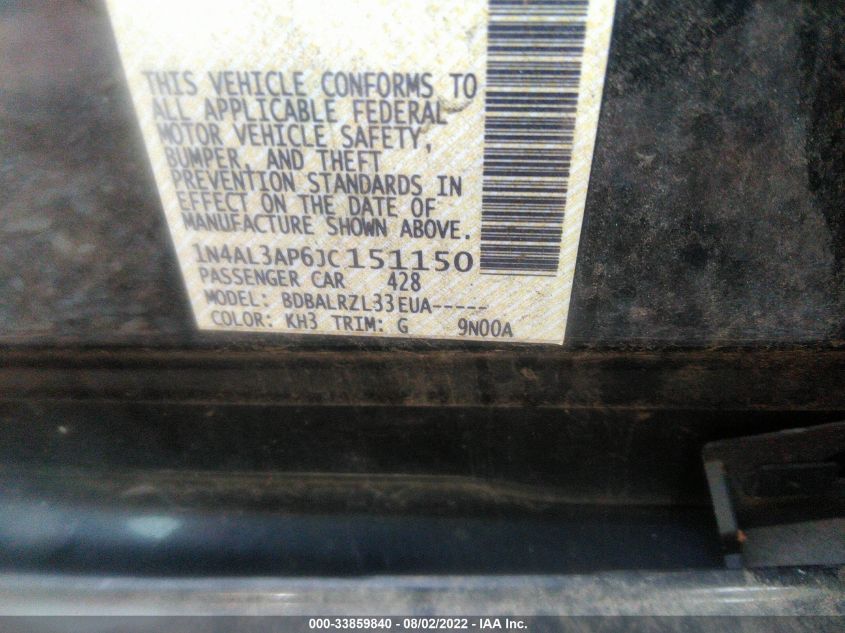 THIS VEHICLE CONFORMS TO
ALL APPLICABLE FEDERAL
MOTOR VEHICLE SAFETY,
BUMPER, AND THEFT
PREVENTION STANDARDS IN
EFFECT ON THE DATE OF
MANUFACTURE SHOWN ABOVE.
1N4AL3AP6JC151150
PASSENGER CAR 428
MODEL: BDBALRZL33EUA-----
COLOR: KH3 TRIM: G 9N00A
000-33859840 - 08/02/2022 - IAA Inc.